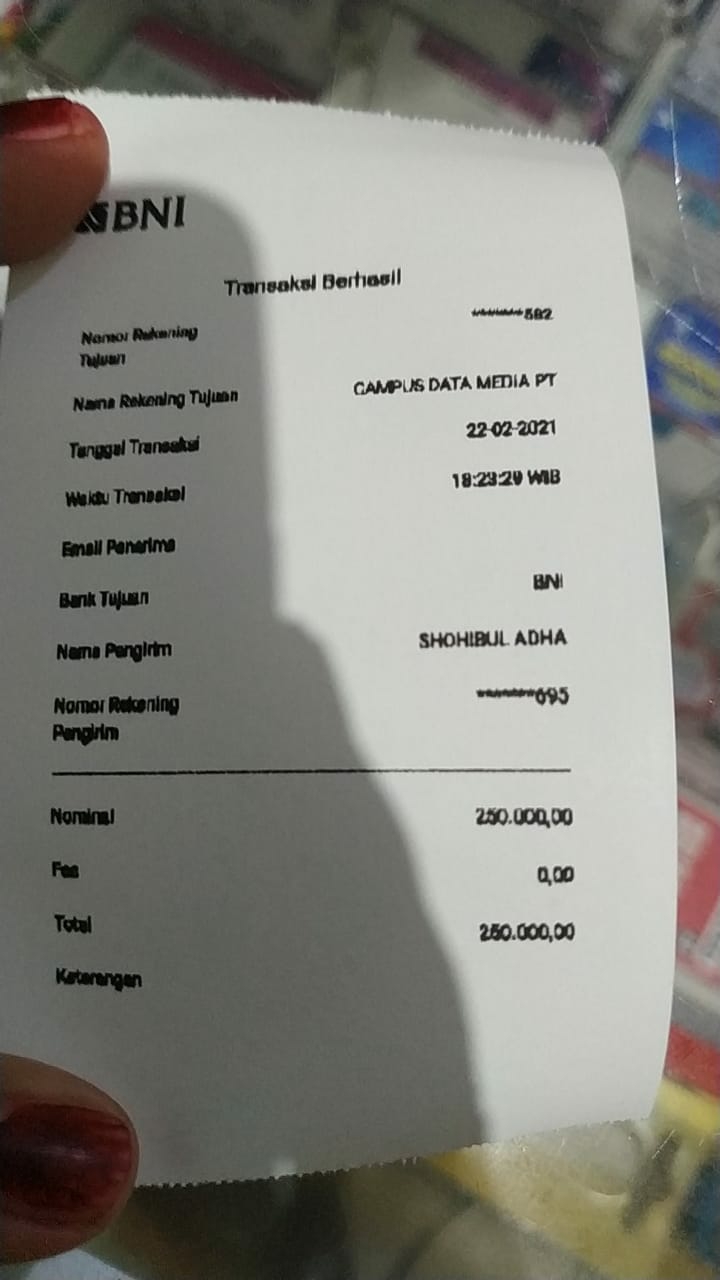 BNI
Transaksi Berhasil
Nomor Rekening Tujuan *******592
Nama Rekening Tujuan CAMPUS DATA MEDIA PT
Tanggal Transaksi 22-02-2021
Waktu Transaksi 18:23:29 WIB
Email Penerima
Bank Tujuan BNI
Nama Pengirim SHOHIBUL ADHA
Nomor Rekening Pengirim *******695
Nominal 250.000,00
Fee 0,00
Total 250.000,00
Keterangan